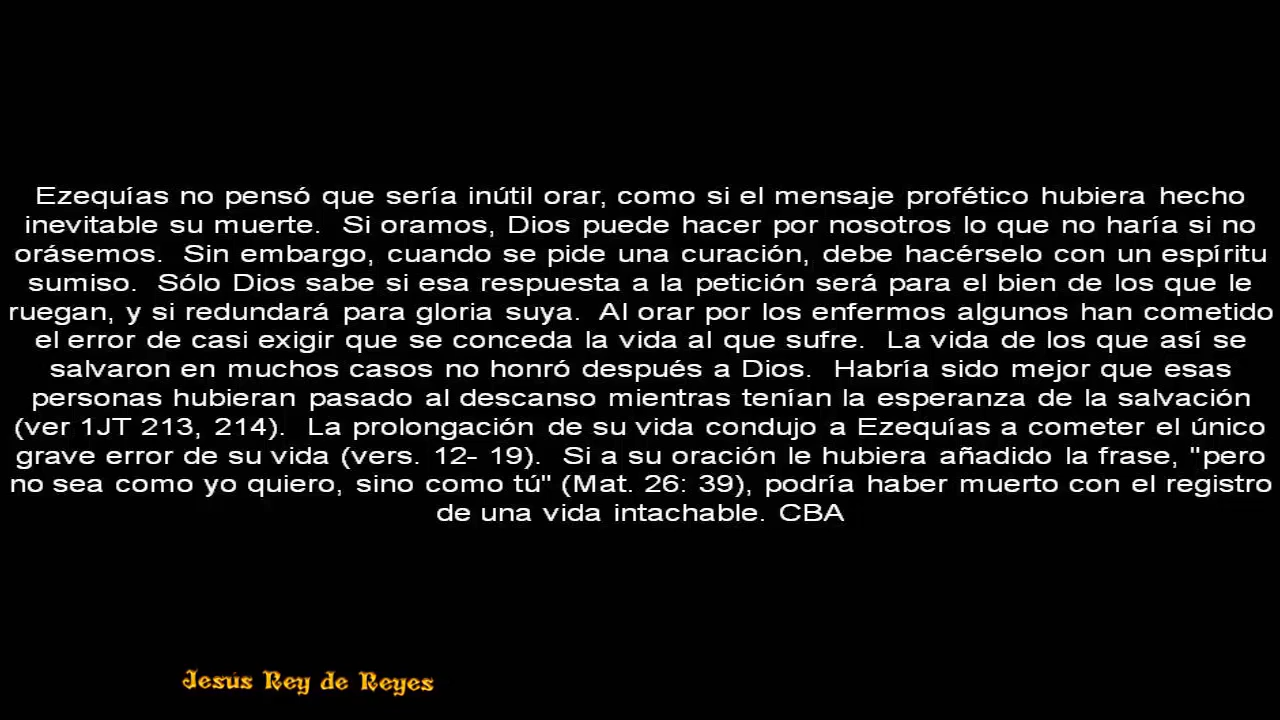 Ezequías no pensó que sería inútil orar, como si el mensaje profético hubiera hecho
inevitable su muerte. Si oramos, Dios puede hacer por nosotros lo que no haría si no
orásemos. Sin embargo, cuando se pide una curación, debe hacérselo con un espíritu
sumiso. Sólo Dios sabe si esa respuesta a la petición será para el bien de los que le
ruegan, y si redundará para gloria suya. Al orar por los enfermos algunos han cometido
el error de casi exigir que se conceda la vida al que sufre. La vida de los que así se
salvaron en muchos casos no honró después a Dios. Habría sido mejor que esas
personas hubieran pasado al descanso mientras tenían la esperanza de la salvación
(ver 1JT 213, 214). La prolongación de su vida condujo a Ezequías a cometer el único
grave error de su vida (vers. 12- 19). Si a su oración le hubiera añadido la frase, "pero
no sea como yo quiero, sino como tú" (Mat. 26: 39), podría haber muerto con el registro
de una vida intachable. CBA
Jesús Rey de Reyes